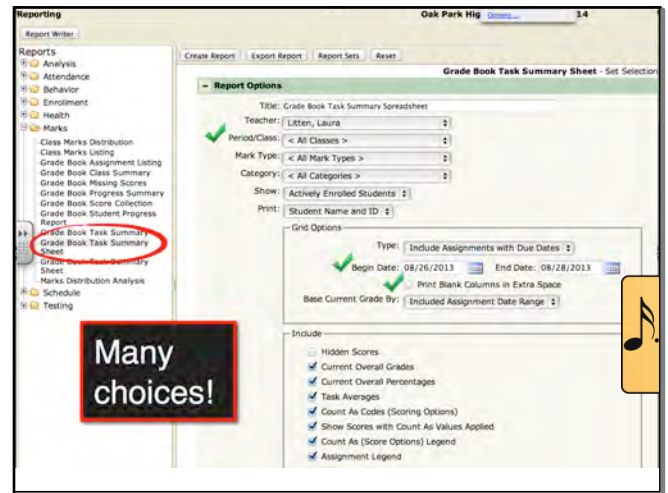 Reporting
Oak Park Hig
Options ...
14
Report Writer
Reports
Analysis
Attendance
Behavior
Enrollment
Health
Marks
Class Marks Distribution
Class Marks Listing
Grade Book Assignment Listing
Grade Book Class Summary
Grade Book Missing Scores
Grade Book Progress Summary
Grade Book Score Collection
Grade Book Student Progress
Report
Grade Book Task Summary
Grade Book Task Summary
Sheet
Grade Book Task Summary
Sheet
Marks Distribution Analysis
Schedule
Testing
Create Report Export Report Report Sets Reset
Grade Book Task Summary Sheet - Set Selection
- Report Options
Title: Grade Book Task Summary Spreadsheet
Teacher: Litten, Laura
Period/Class: < All Classes >
Mark Type: < All Mark Types >
Category: < All Categories >
Show: Actively Enrolled Students
Print: Student Name and ID
Grid Options
Type: Include Assignments with Due Dates
Begin Date: 08/26/2013 End Date: 08/28/2013
Print Blank Columns in Extra Space
Base Current Grade By: Included Assignment Date Range
Include
Hidden Scores
Current Overall Grades
Current Overall Percentages
Task Averages
Count As Codes (Scoring Options)
Show Scores with Count As Values Applied
Count As (Score Options) Legend
Assignment Legend
Many
choices!